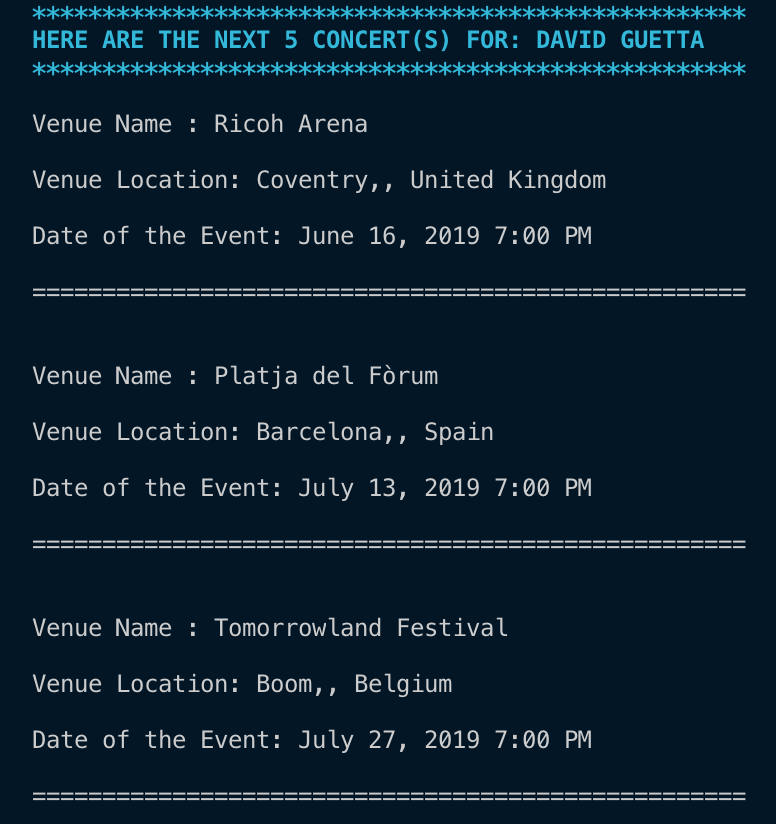 ***************************************************
HERE ARE THE NEXT 5 CONCERT(S) FOR: DAVID GUETTA
***************************************************
Venue Name : Ricoh Arena
Venue Location: Coventry,, United Kingdom
Date of the Event: June 16, 2019 7:00 PM
===================================================
Venue Name : Platja del Fòrum
Venue Location: Barcelona,, Spain
Date of the Event: July 13, 2019 7:00 PM
===================================================
Venue Name : Tomorrowland Festival
Venue Location: Boom,, Belgium
Date of the Event: July 27, 2019 7:00 PM
===================================================